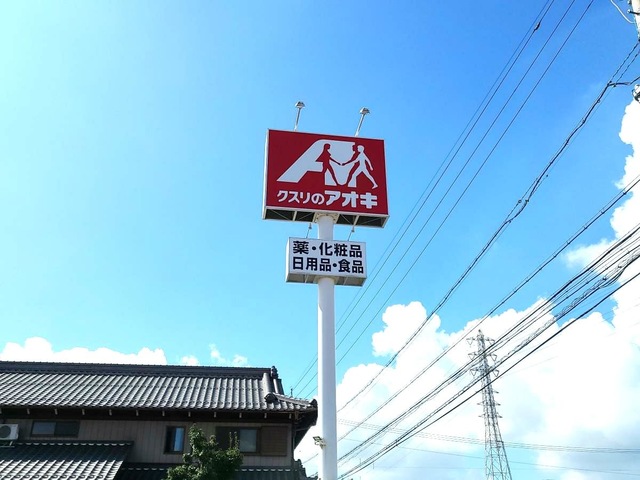 クスリのアオキ
薬・化粧品
日用品・食品